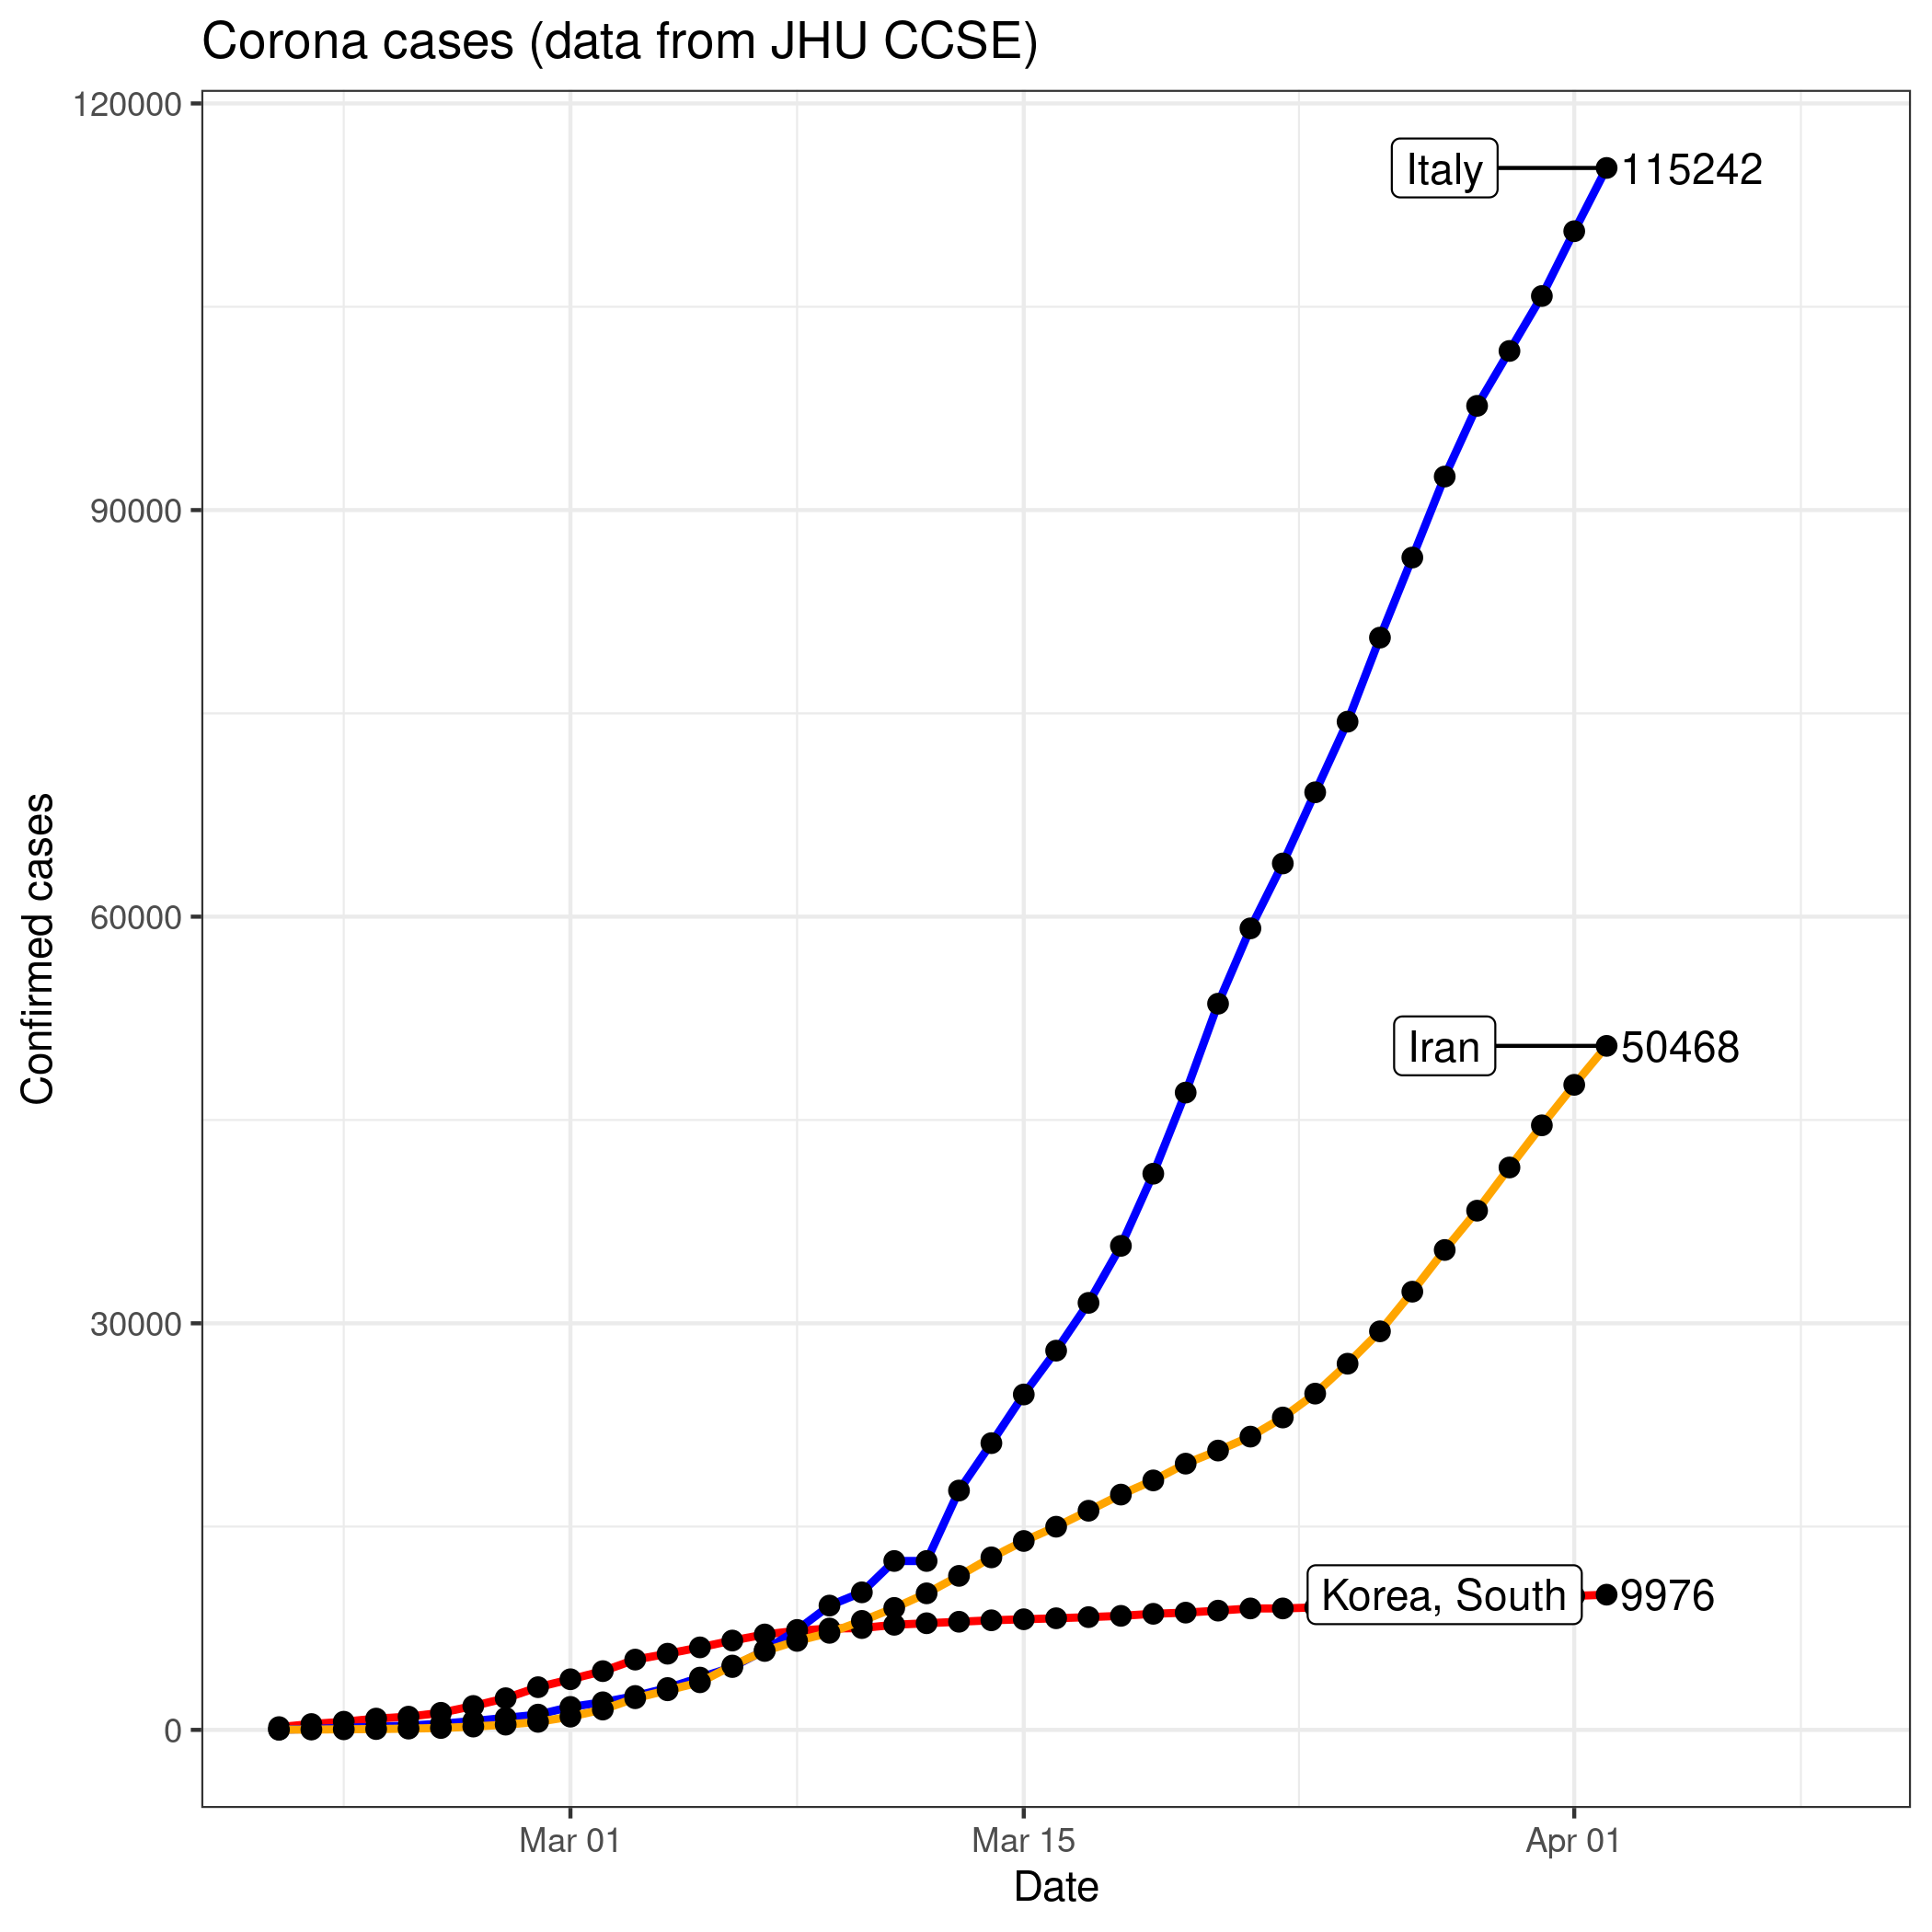 Corona cases (data from JHU CCSE)
120000
90000
60000
30000
0
Confirmed cases
Italy
115242
Iran
50468
Korea, South
9976
Mar 01
Mar 15
Apr 01
Date